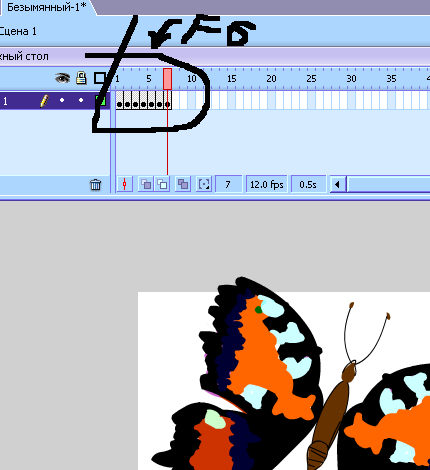 Безымянный-1*
Сцена 1
F6
жный стол
1 5 10 15 20 25 30 35 4
1
7 12.0 fps 0.5s